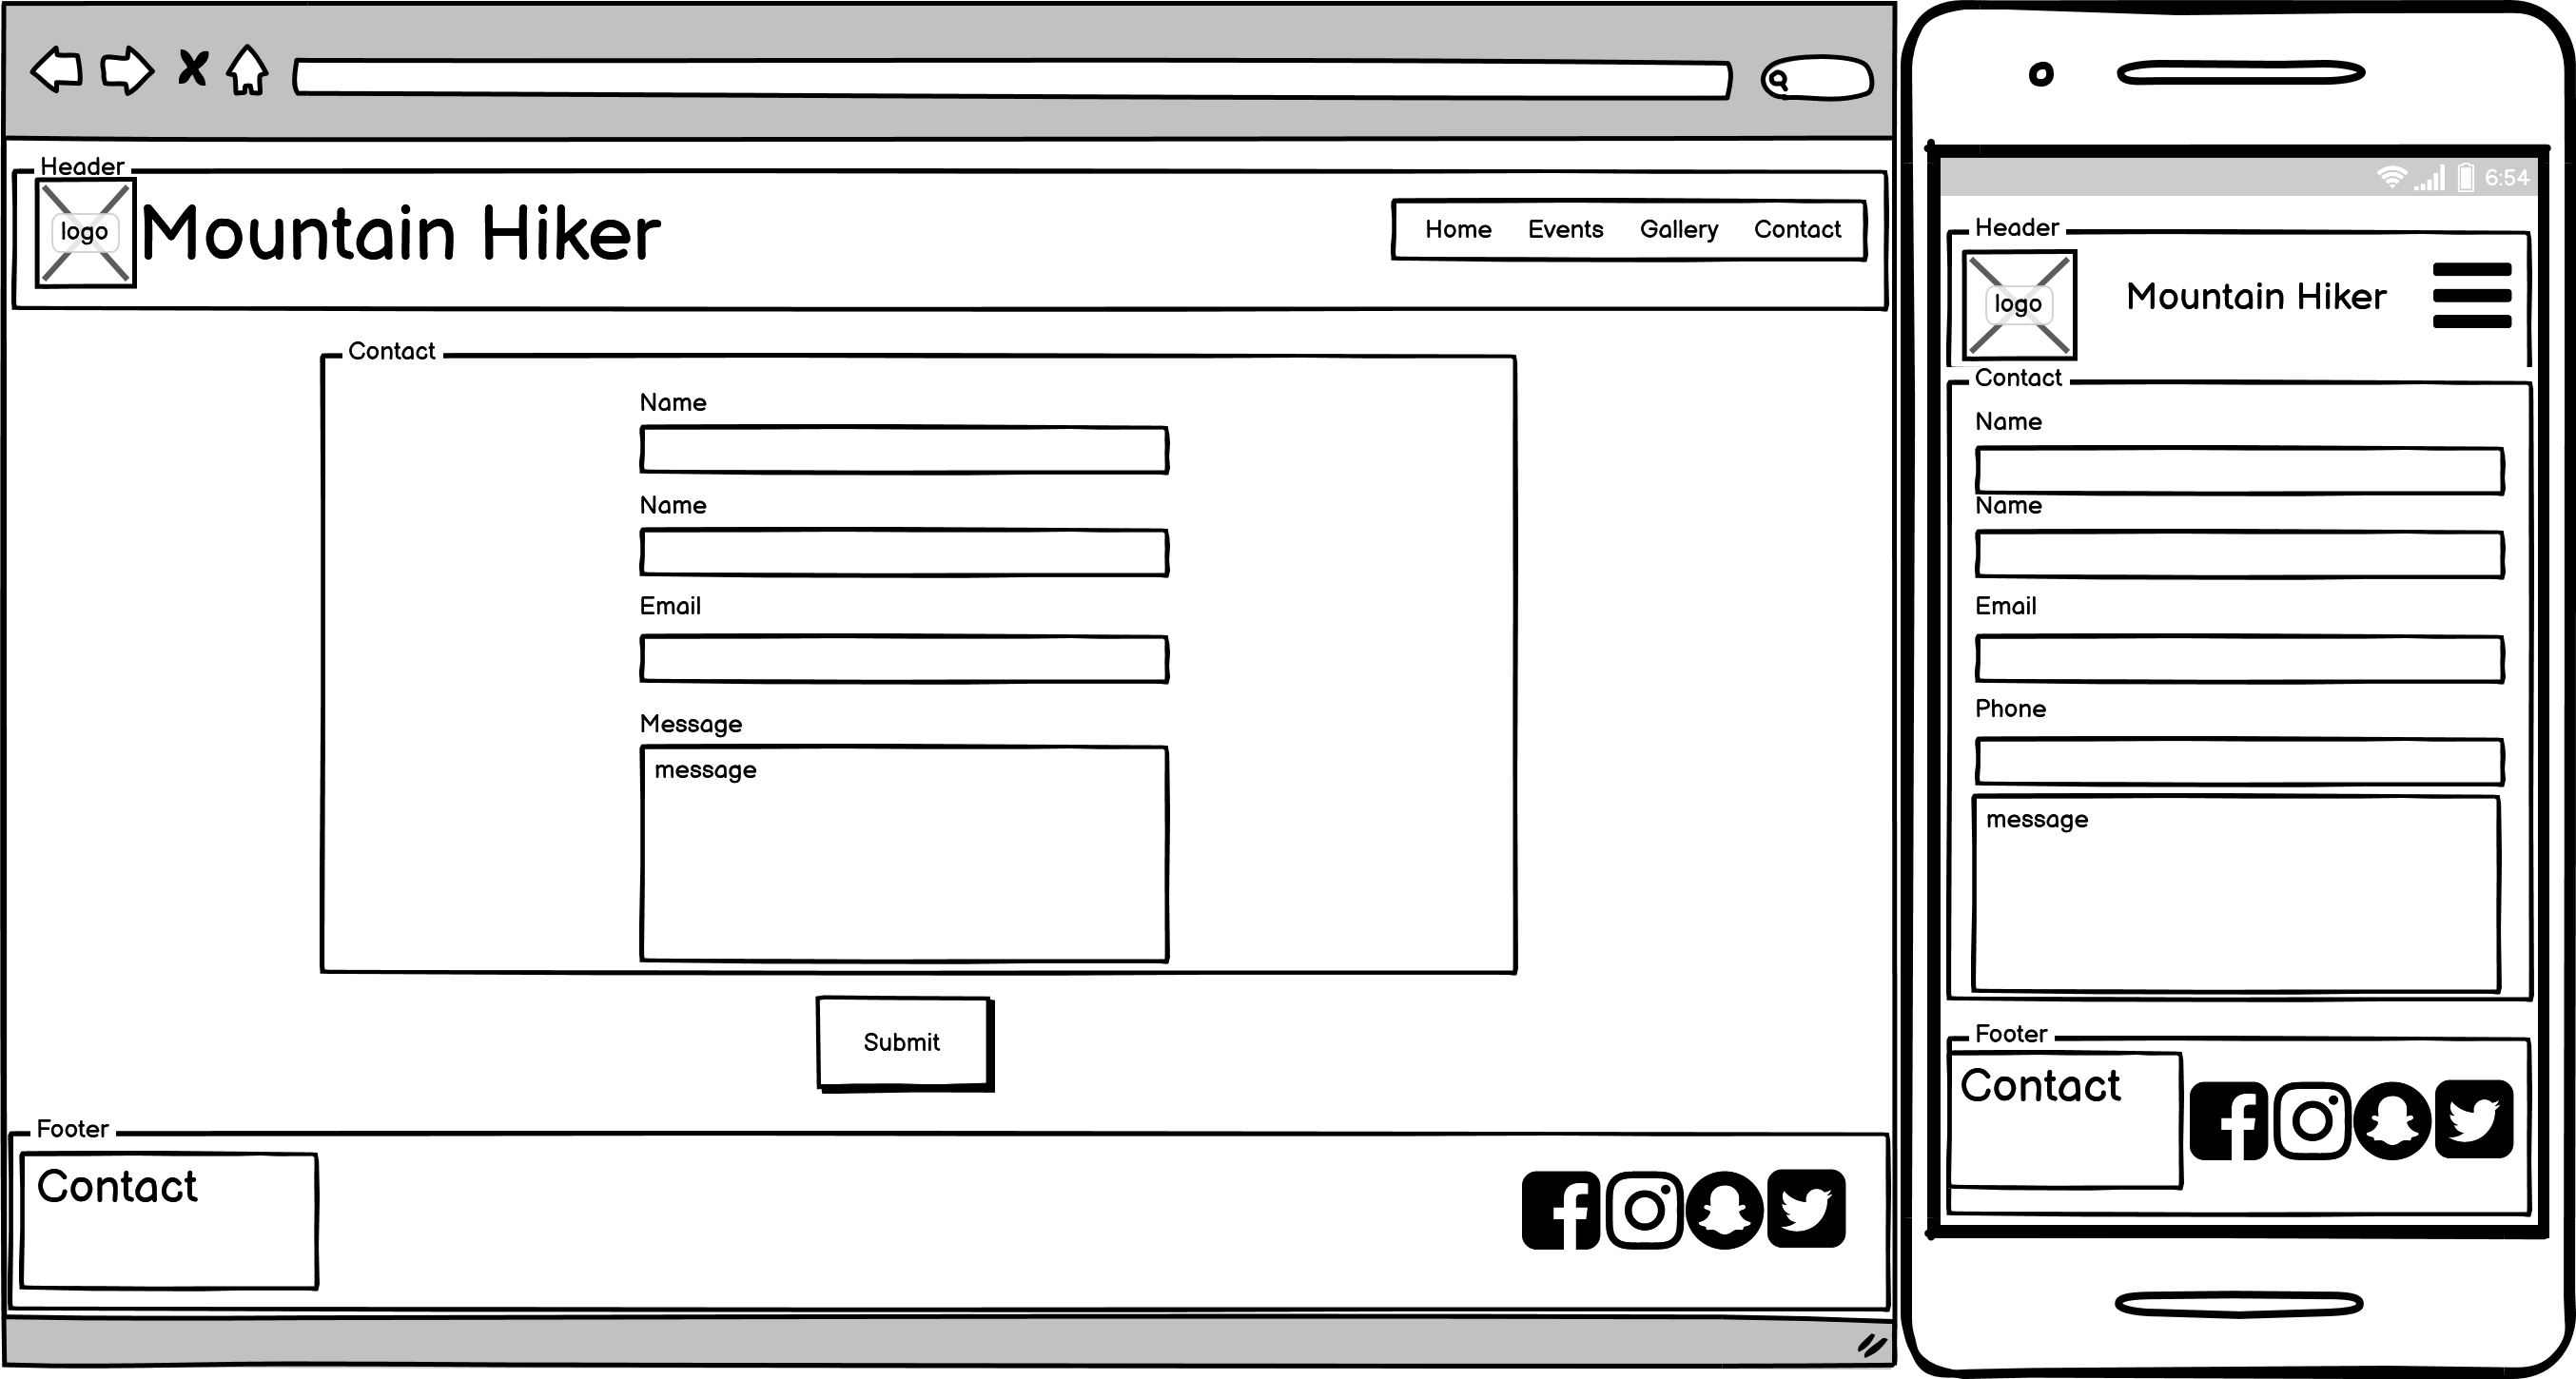 Header
logo
Mountain Hiker
Home Events Gallery Contact
Contact
Name
Name
Email
Message
message
Submit
Footer
Contact
6:54
Header
logo
Mountain Hiker
Contact
Name
Name
Email
Phone
message
Footer
Contact